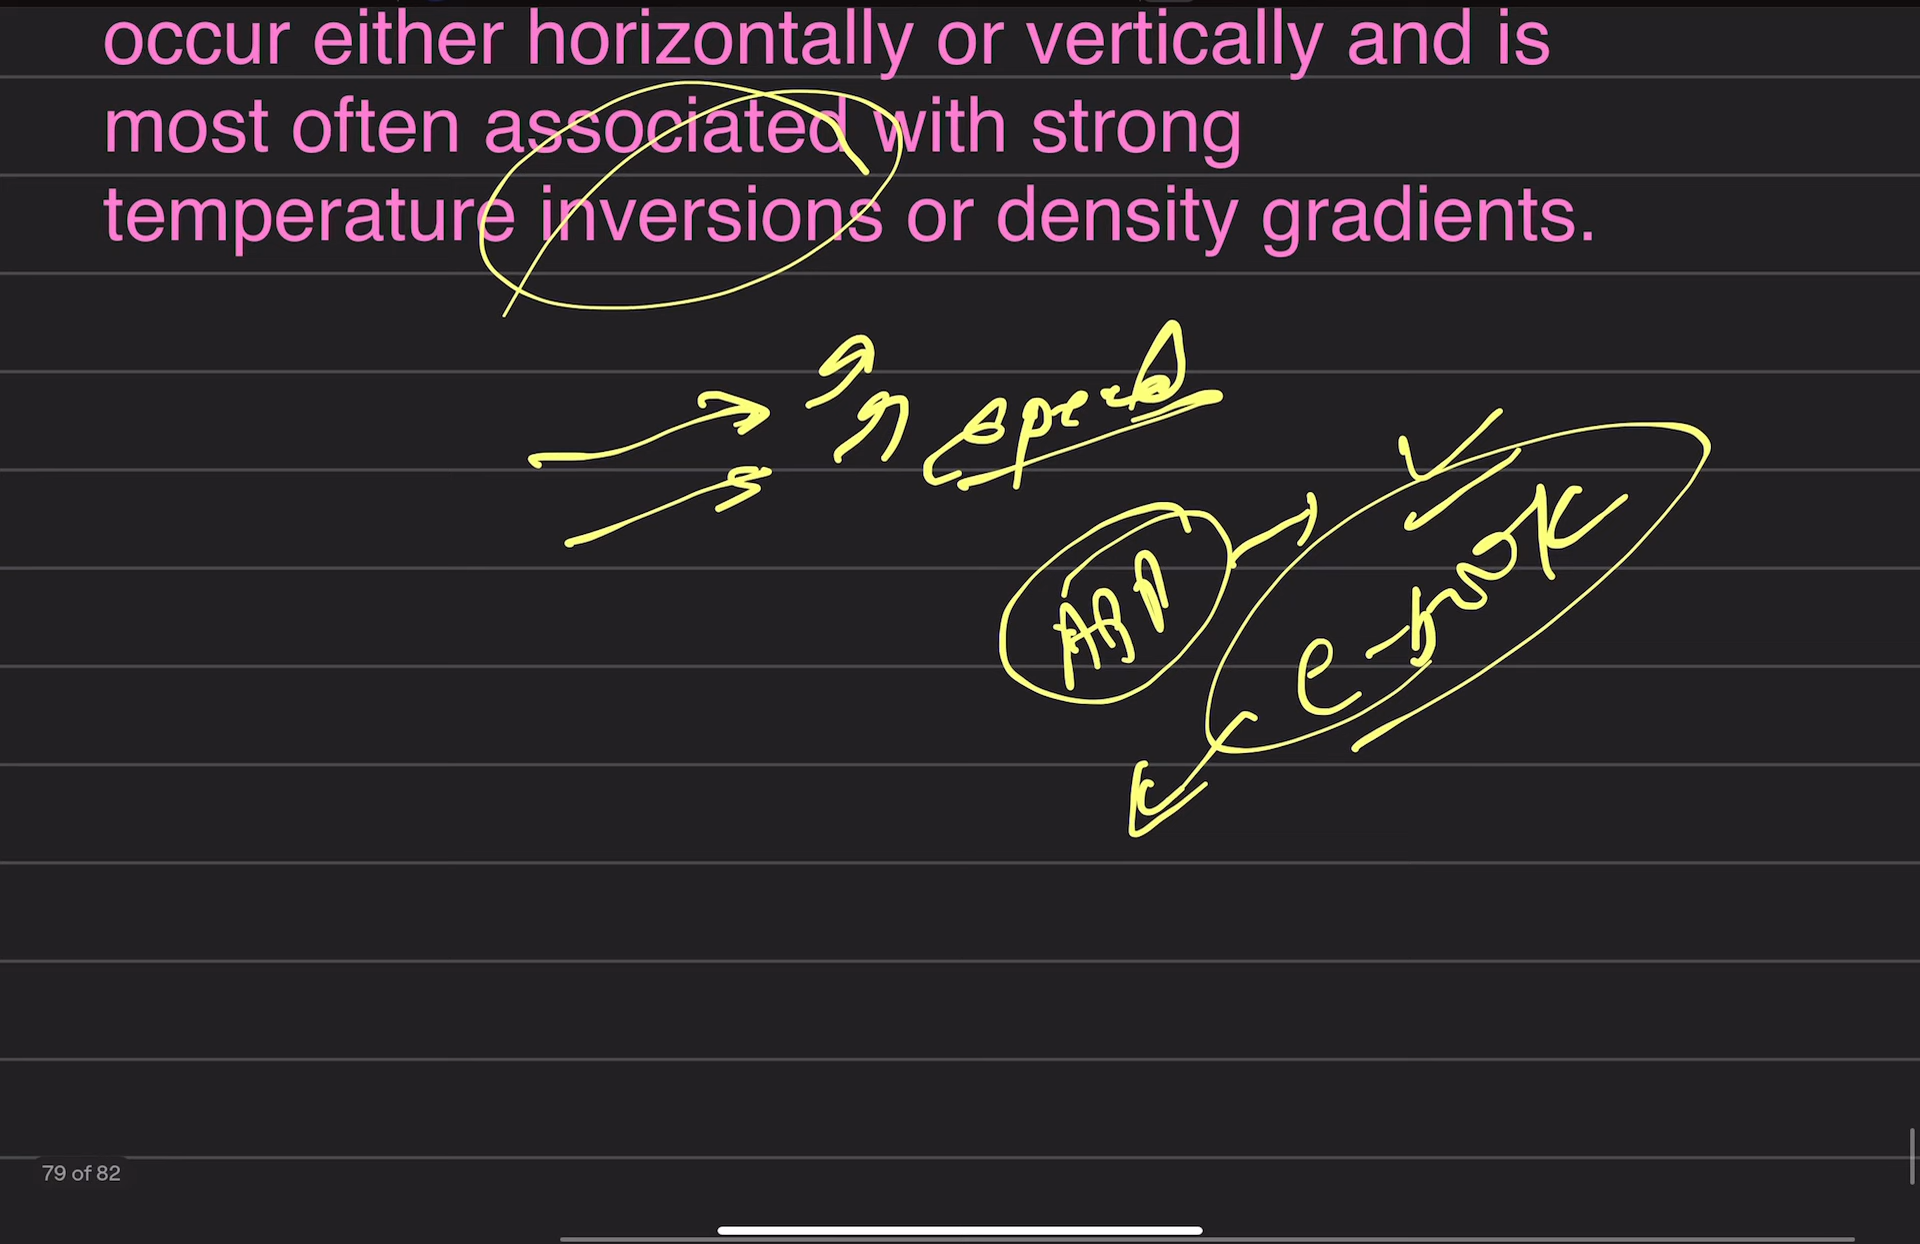 occur either horizontally or vertically and is
most often associated with strong
temperature inversions or density gradients.
speed
e-book
79 of 82